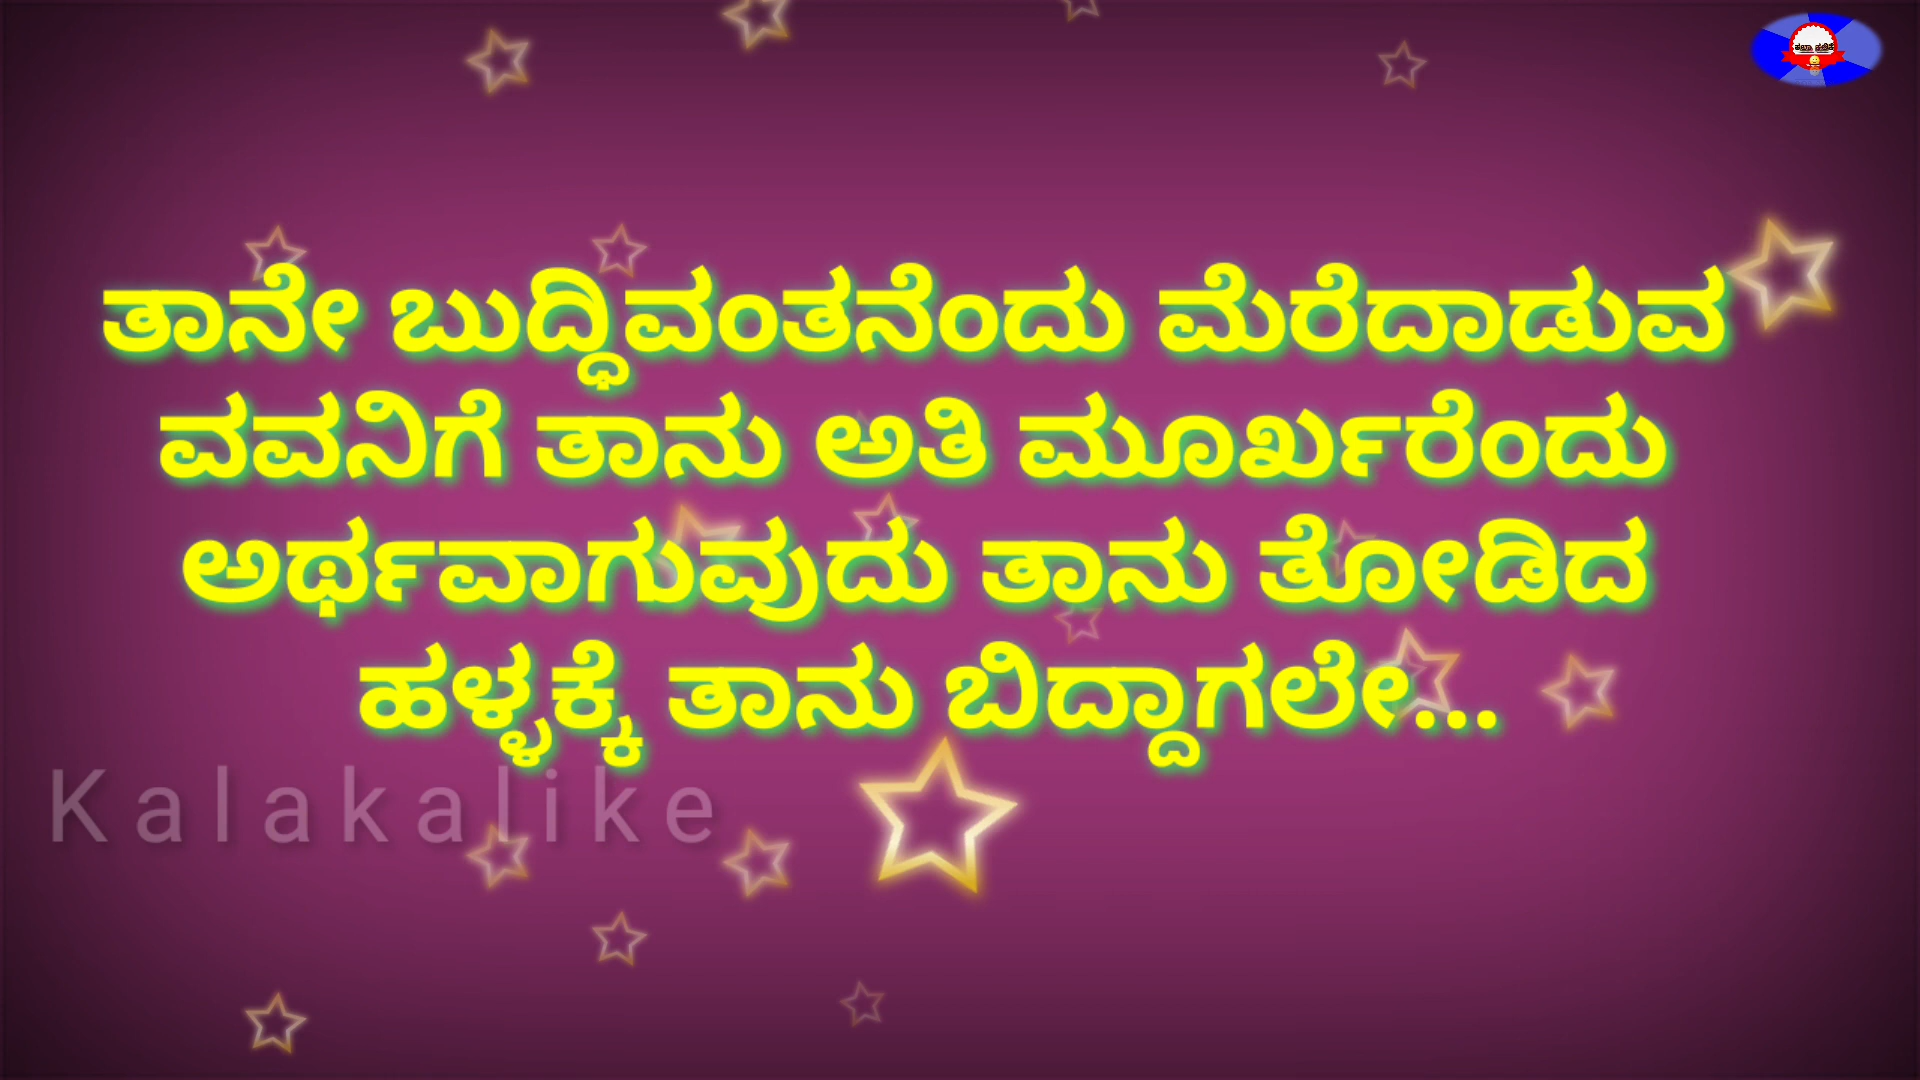 ತಾನೇ ಬುದ್ಧಿವಂತನೆಂದು ಮೆರೆದಾಡುವ
ವವನಿಗೆ ತಾನು ಅತಿ ಮೂರ್ಖರೆಂದು
ಅರ್ಥವಾಗುವುದು ತಾನು ತೋಡಿದ
ಹಳ್ಳಕ್ಕೆ ತಾನು ಬಿದ್ದಾಗಲೇ...
Kalakalike